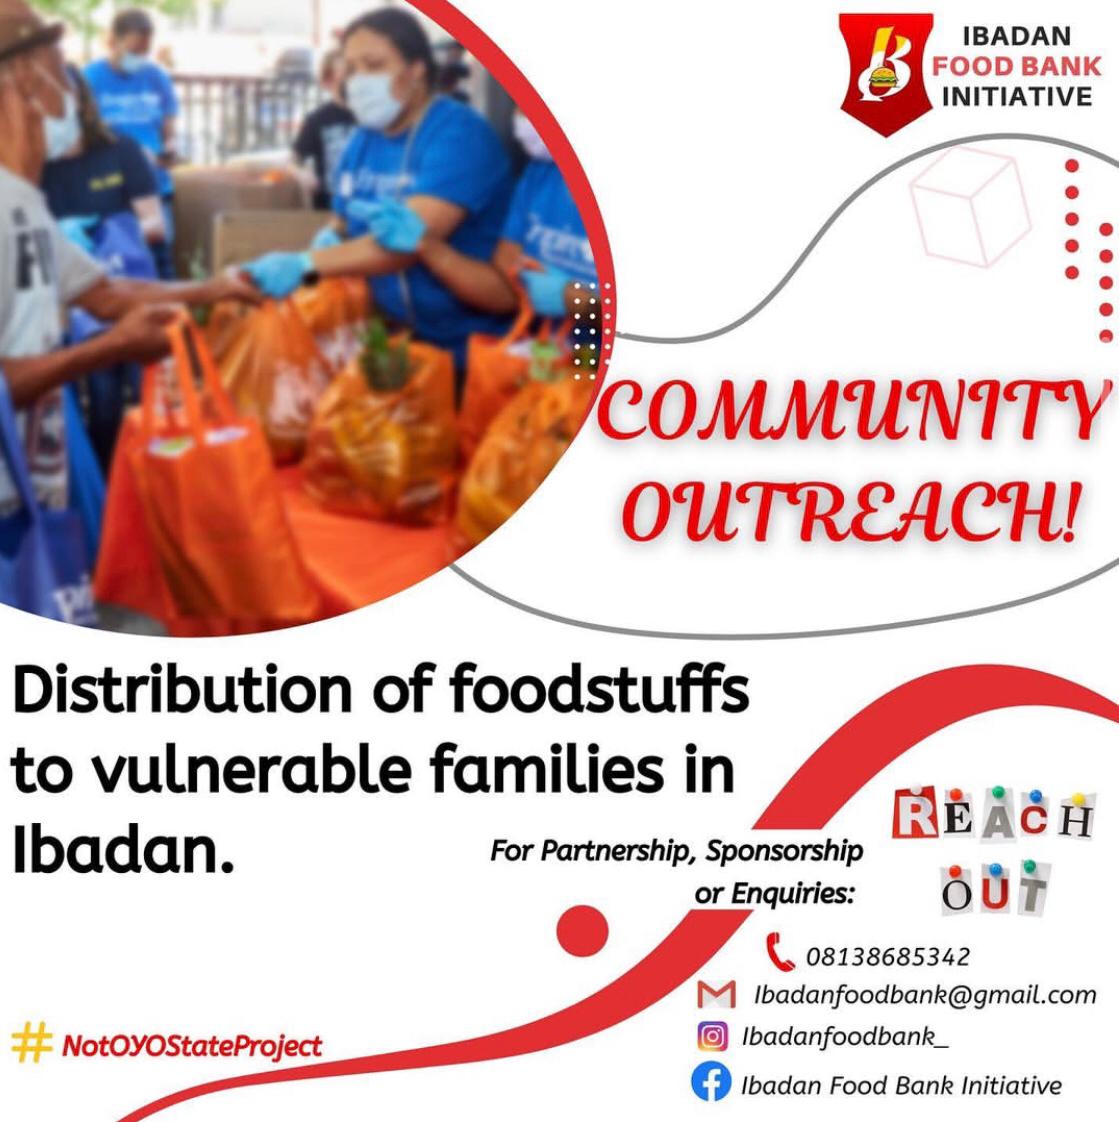 IBADAN
FOOD BANK
INITIATIVE
COMMUNITY
OUTREACH!
Distribution of foodstuffs
to vulnerable families in
Ibadan.
For Partnership, Sponsorship
or Enquiries:
REACH
OUT
08138685342
Ibadanfoodbank@gmail.com
Ibadanfoodbank_
Ibadan Food Bank Initiative
# NotOYOStateProject